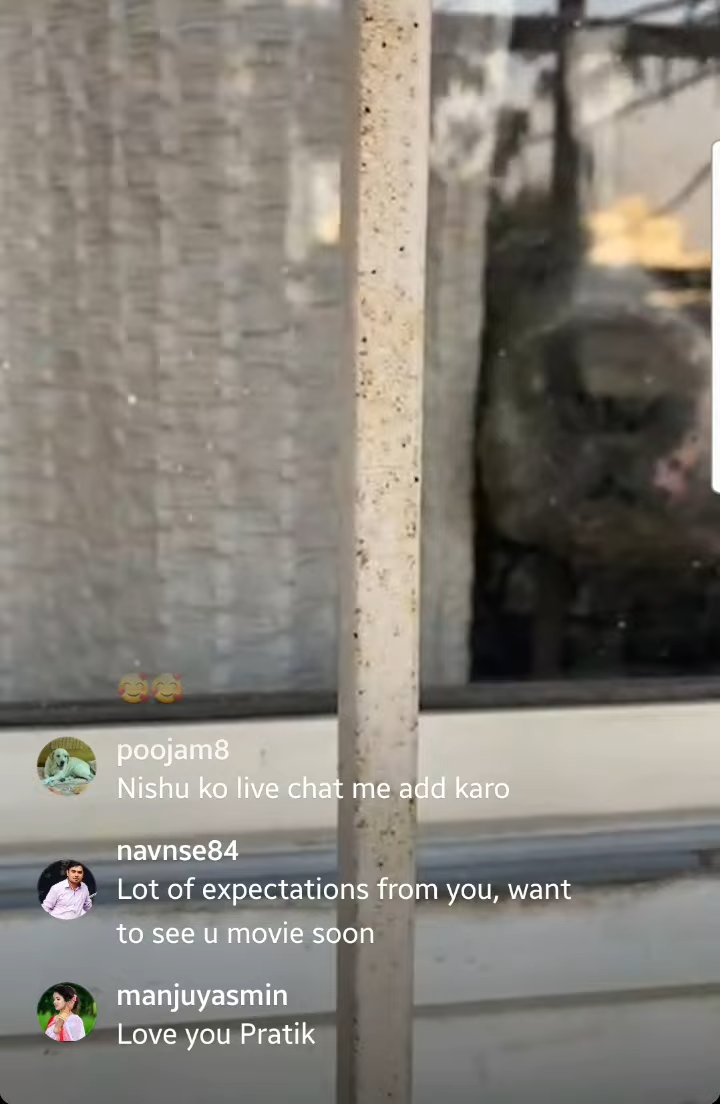 🥰🥰
poojam8
Nishu ko live chat me add karo
navnse84
Lot of expectations from you, want
to see u movie soon
manjuyasmin
Love you Pratik